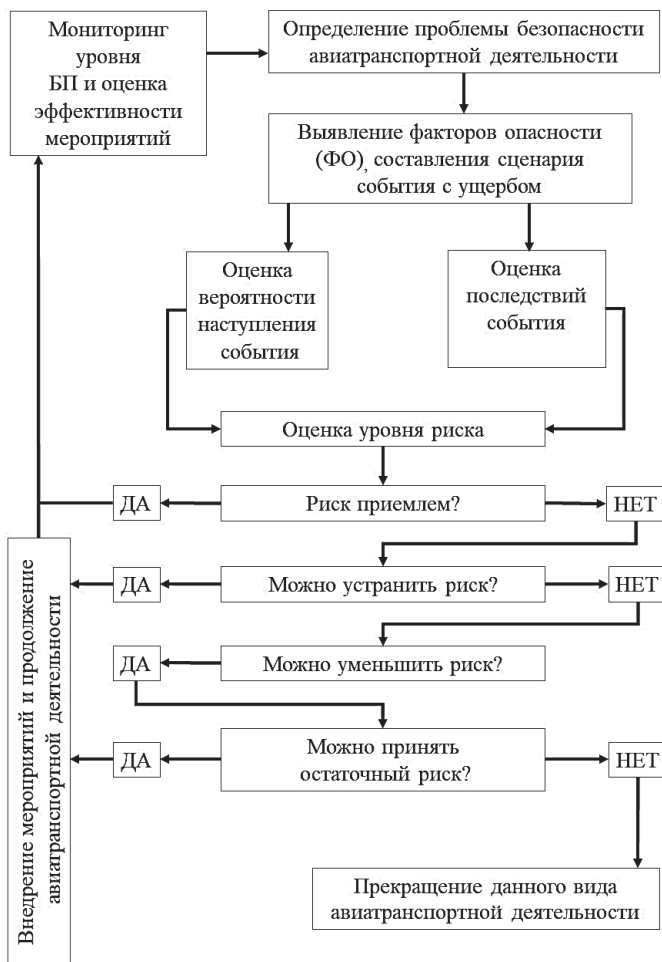 Мониторинг
уровня
БП и оценка
эффективности
мероприятий
Определение проблемы безопасности
авиатранспортной деятельности
Выявление факторов опасности
(ФО), составления сценария
события с ущербом
Оценка
вероятности
наступления
события
Оценка
последствий
события
Оценка уровня риска
ДА
Риск приемлем?
НЕТ
ДА
Можно устранить риск?
НЕТ
ДА
Можно уменьшить риск?
ДА
Можно принять
остаточный риск?
НЕТ
Внедрение мероприятий и продолжение
авиатранспортной деятельности
Прекращение данного вида
авиатранспортной деятельности